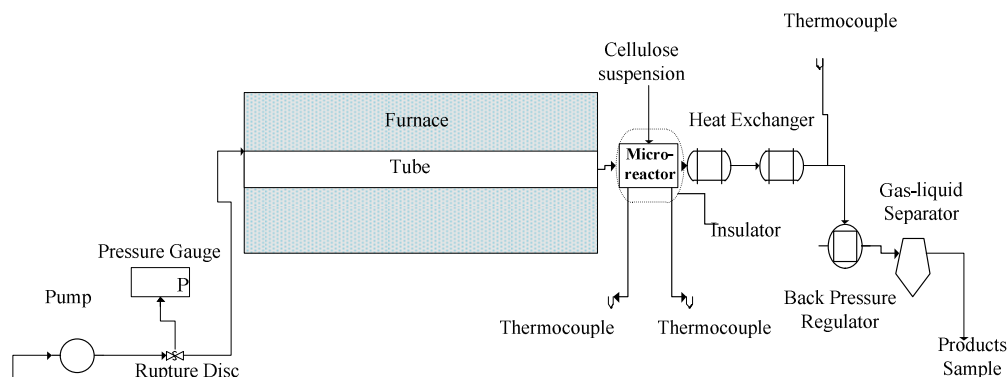 Thermocouple
Cellulose
suspension
Furnace
Heat Exchanger
Tube
Micro-
reactor
Gas-liquid
Separator
Insulator
Pressure Gauge
P
Pump
Back Pressure
Regulator
Thermocouple
Thermocouple
Rupture Disc
Products
Sample